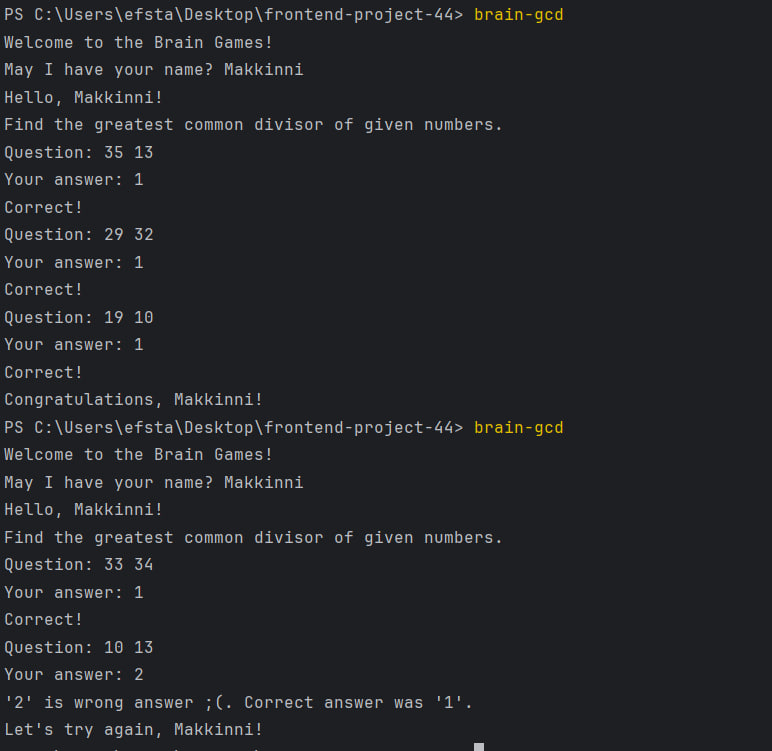 PS C:\Users\efsta\Desktop\frontend-project-44> brain-gcd
Welcome to the Brain Games!
May I have your name? Makkinni
Hello, Makkinni!
Find the greatest common divisor of given numbers.
Question: 35 13
Your answer: 1
Correct!
Question: 29 32
Your answer: 1
Correct!
Question: 19 10
Your answer: 1
Correct!
Congratulations, Makkinni!
PS C:\Users\efsta\Desktop\frontend-project-44> brain-gcd
Welcome to the Brain Games!
May I have your name? Makkinni
Hello, Makkinni!
Find the greatest common divisor of given numbers.
Question: 33 34
Your answer: 1
Correct!
Question: 10 13
Your answer: 2
'2' is wrong answer ;(. Correct answer was '1'.
Let's try again, Makkinni!